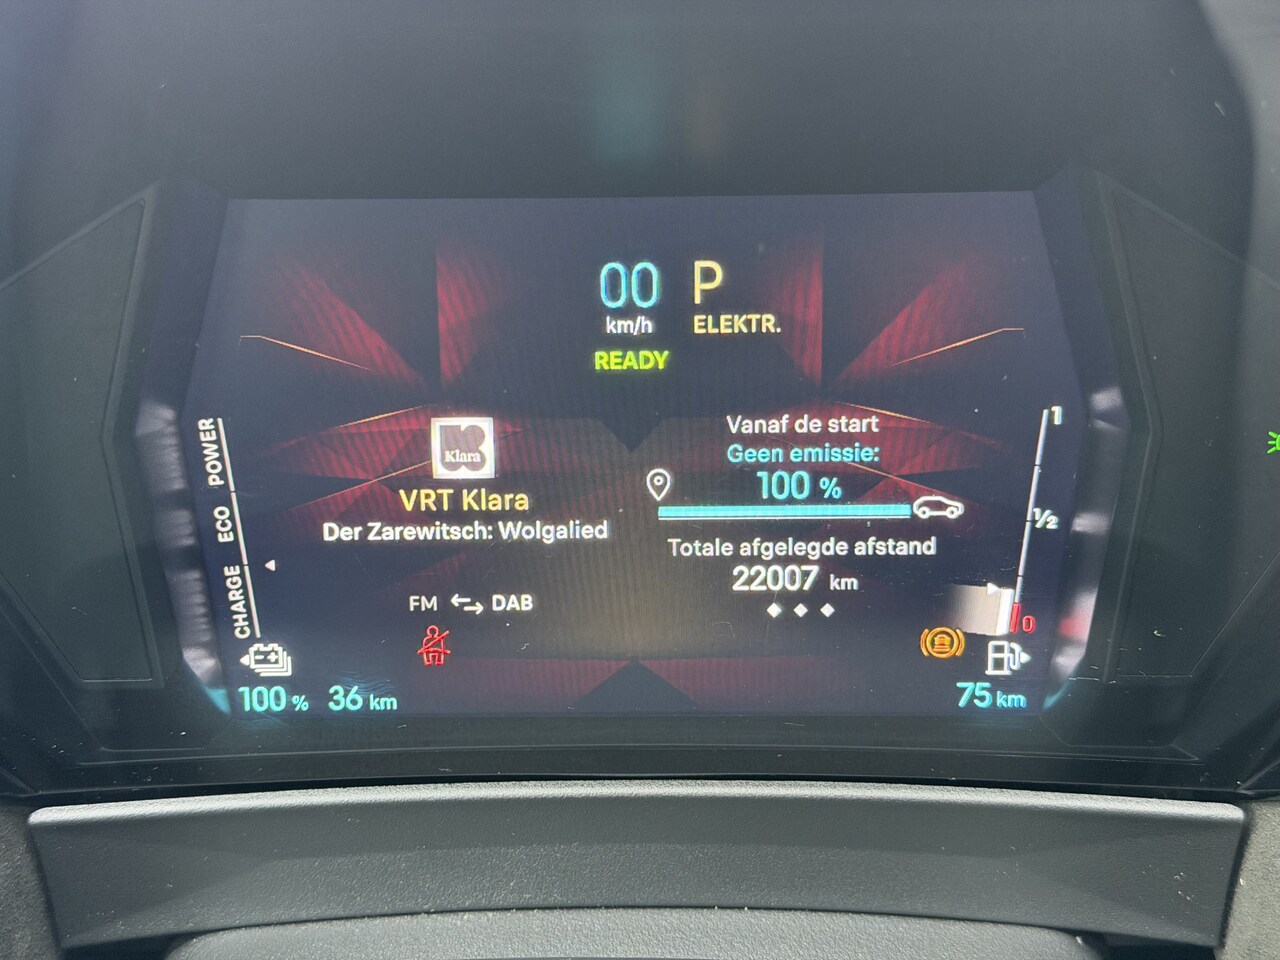 00 P
km/h ELEKTR.
READY
POWER
ECO
CHARGE
Klara
VRT Klara
Der Zarewitsch: Wolgalied
FM DAB
Vanaf de start
Geen emissie:
100 %
Totale afgelegde afstand
22007 km
1
1/2
0
100 % 36 km
75 km